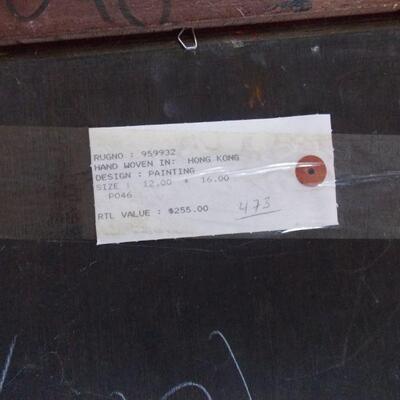 RUGNO : 959932
HAND WOVEN IN: HONG KONG
DESIGN : PAINTING
SIZE : 12.00 * 16.00
PO46
RTL VALUE : $255.00
473